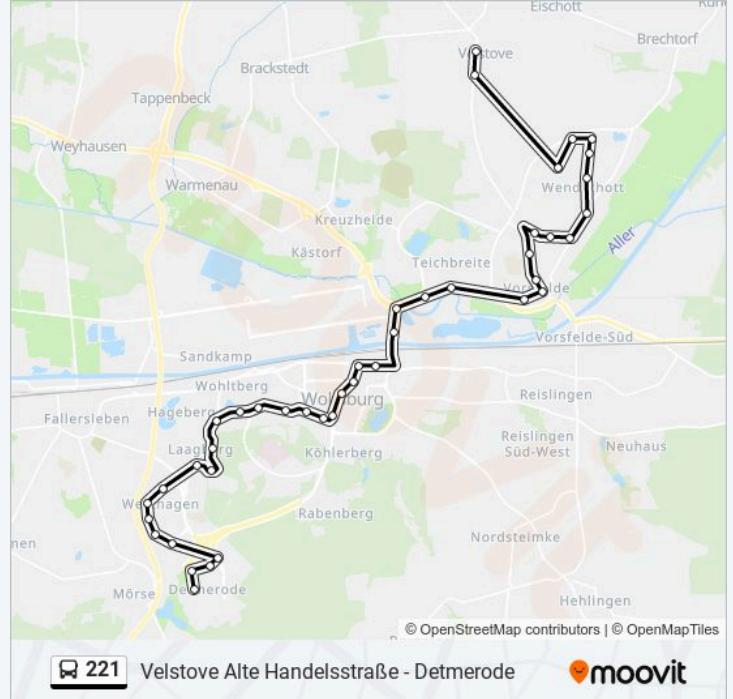 Eischott
Velstove
Brechtorf
Brackstedt
Tappenbeck
Weyhausen
Warmenau
Wendschott
Kreuzheide
Aller
Kästorf
Teichbreite
Vorsfelde
Vorsfelde-Süd
Sandkamp
Wohltberg
Wolfsburg
Reislingen
Hageberg
Fallersleben
Reislingen
Süd-West
Neuhaus
Laagberg
Köhlerberg
Westhagen
Rabenberg
Nordsteimke
nen
Mörse
Detmerode
Hehlingen
© OpenStreetMap contributors | © OpenMapTiles
221
Velstove Alte Handelsstraße - Detmerode
moovit